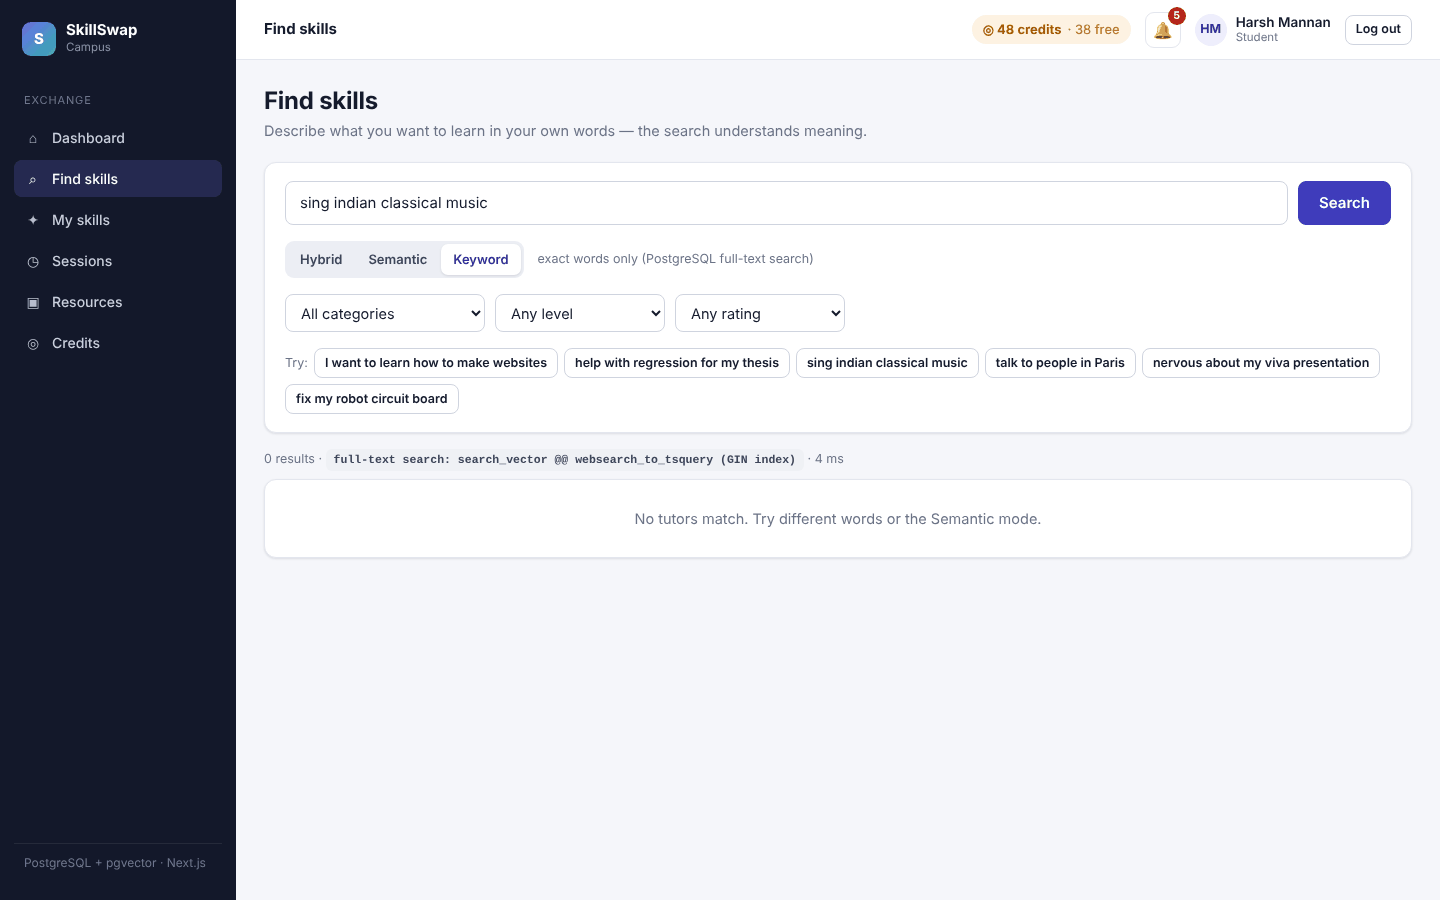 S SkillSwap
Campus
EXCHANGE
Dashboard
Find skills
My skills
Sessions
Resources
Credits
PostgreSQL + pgvector · Next.js
Find skills
48 credits · 38 free
5
HM
Harsh Mannan
Student
Log out
Find skills
Describe what you want to learn in your own words — the search understands meaning.
sing indian classical music
Search
Hybrid Semantic Keyword exact words only (PostgreSQL full-text search)
All categories Any level Any rating
Try: I want to learn how to make websites help with regression for my thesis sing indian classical music talk to people in Paris nervous about my viva presentation
fix my robot circuit board
0 results · full-text search: search_vector @@ websearch_to_tsquery (GIN index) · 4 ms
No tutors match. Try different words or the Semantic mode.